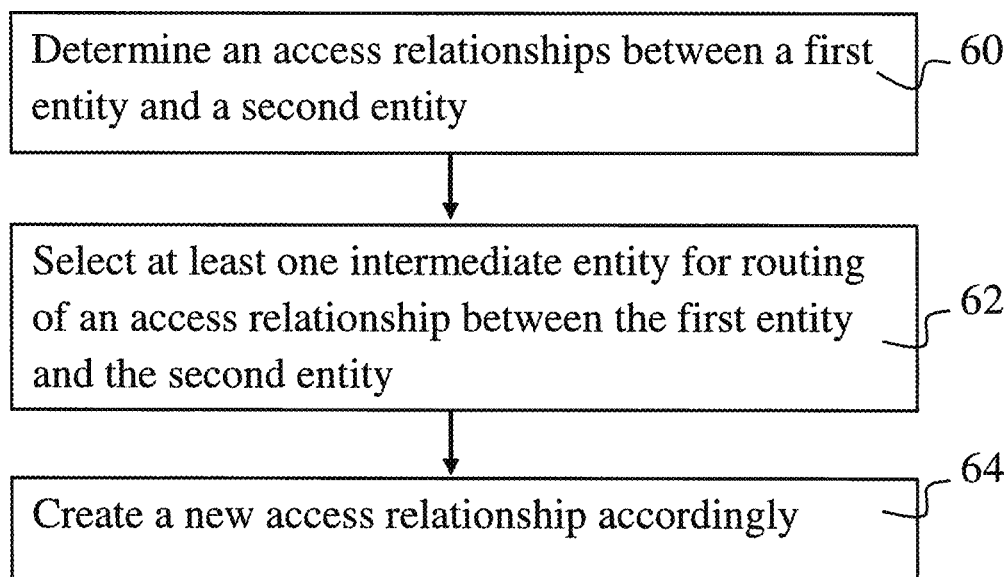 Determine an access relationships between a first
entity and a second entity
60
Select at least one intermediate entity for routing
of an access relationship between the first entity
and the second entity
62
Create a new access relationship accordingly
64